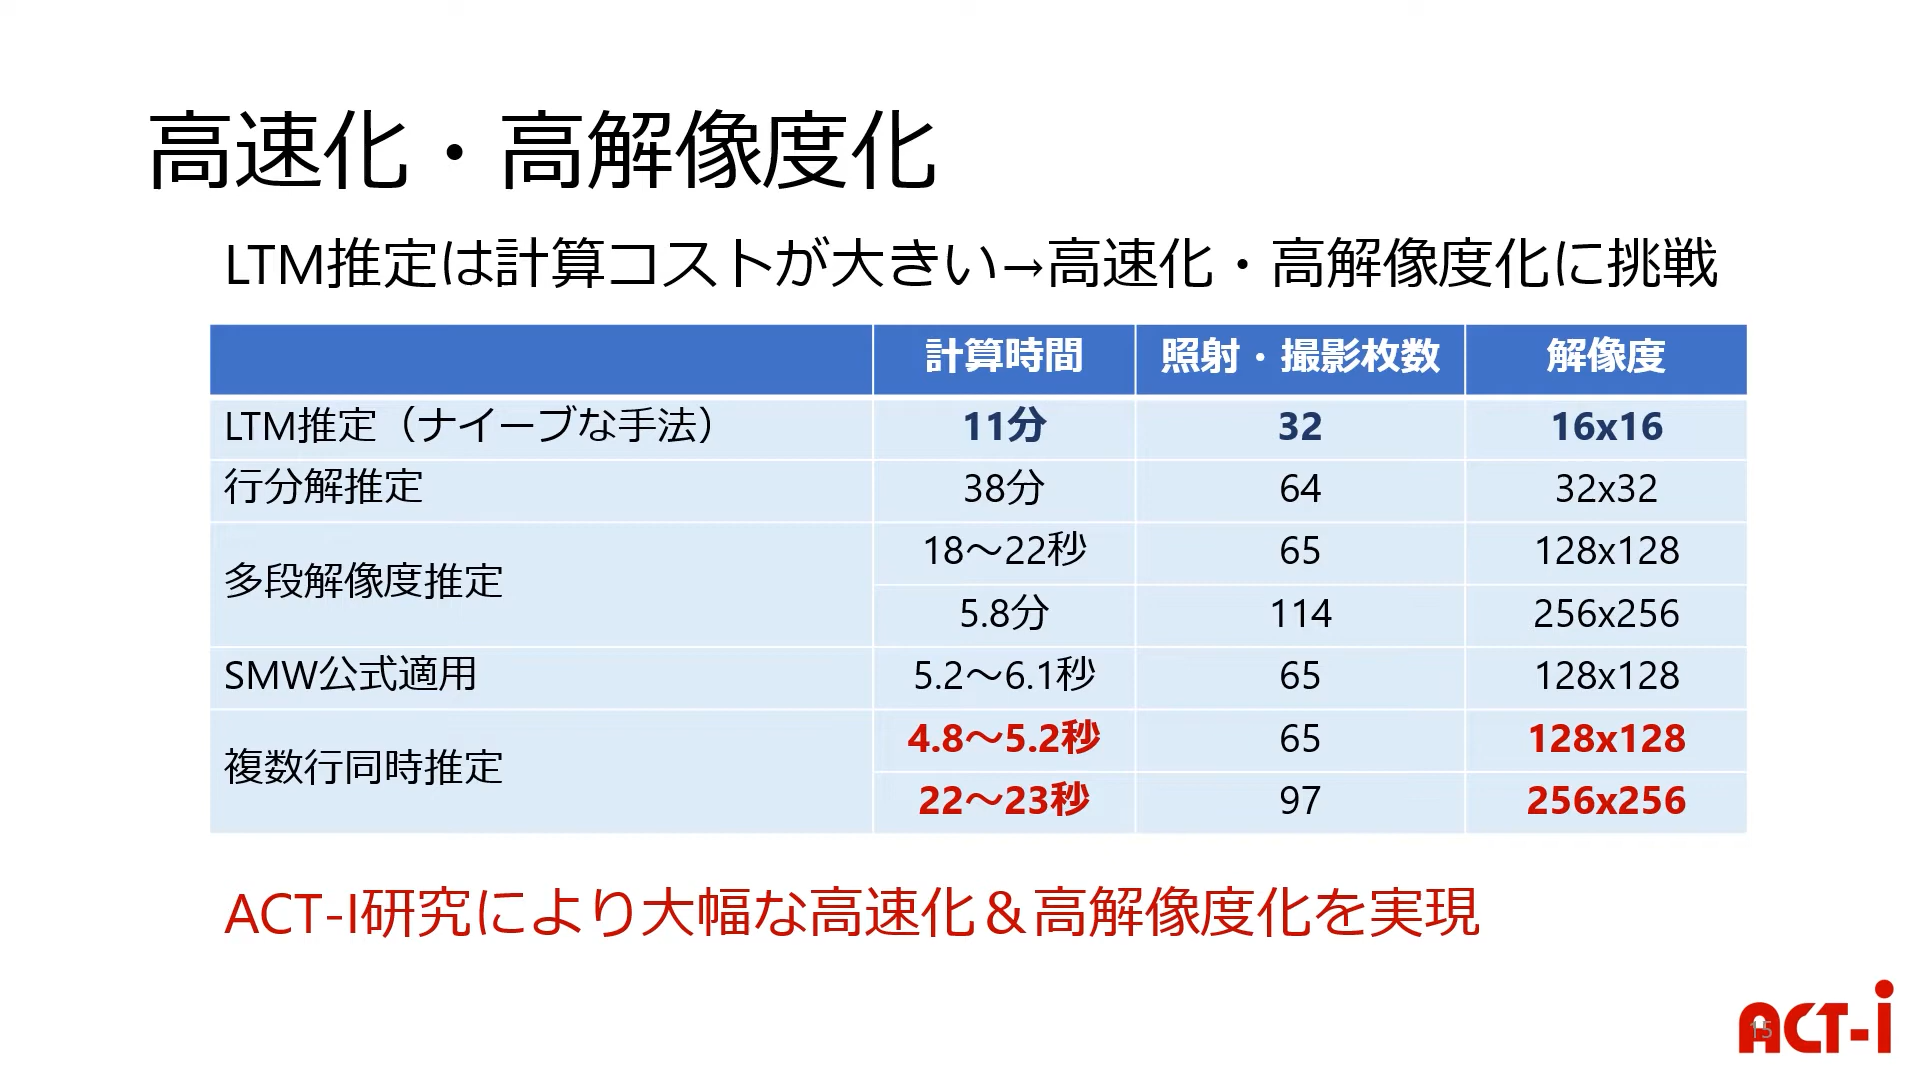 高速化・高解像度化
LTM推定は計算コストが大きい→高速化・高解像度化に挑戦
計算時間 照射・撮影枚数 解像度
LTM推定（ナイーブな手法） 11分 32 16x16
行分解推定 38分 64 32x32
多段解像度推定 18～22秒 65 128x128
5.8分 114 256x256
SMW公式適用 5.2～6.1秒 65 128x128
複数行同時推定 4.8～5.2秒 65 128x128
22～23秒 97 256x256
ACT-I研究により大幅な高速化＆高解像度化を実現
ACT-i
15